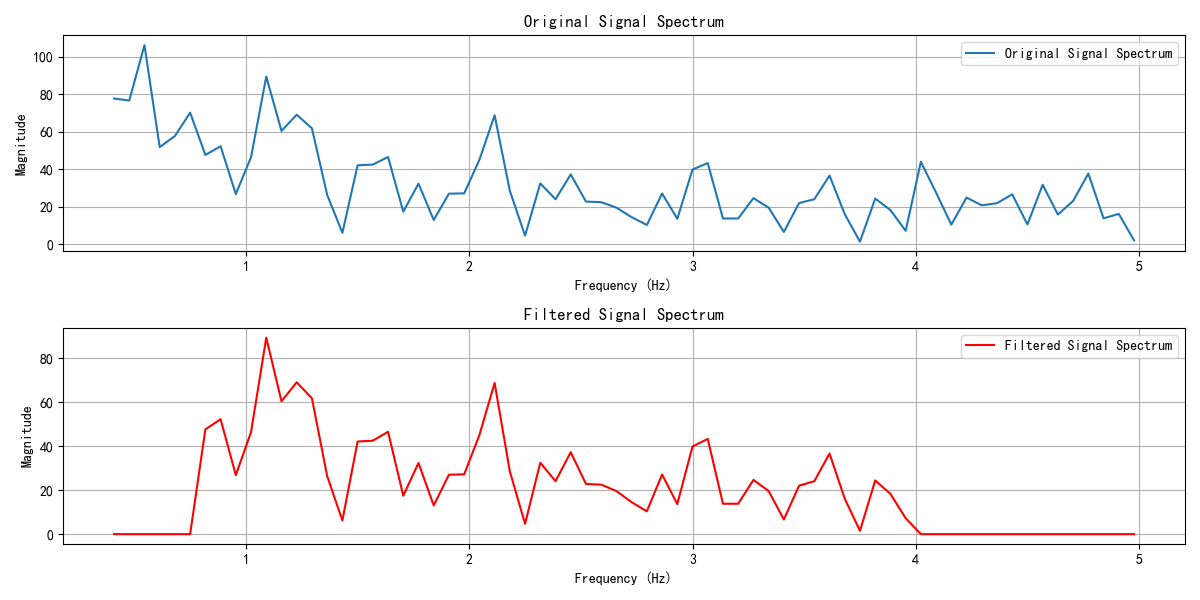 Original Signal Spectrum
Original Signal Spectrum
100
80
60
40
20
0
Magnitude
1 2 3 4 5
Frequency (Hz)
Filtered Signal Spectrum
Filtered Signal Spectrum
80
60
40
20
0
Magnitude
1 2 3 4 5
Frequency (Hz)